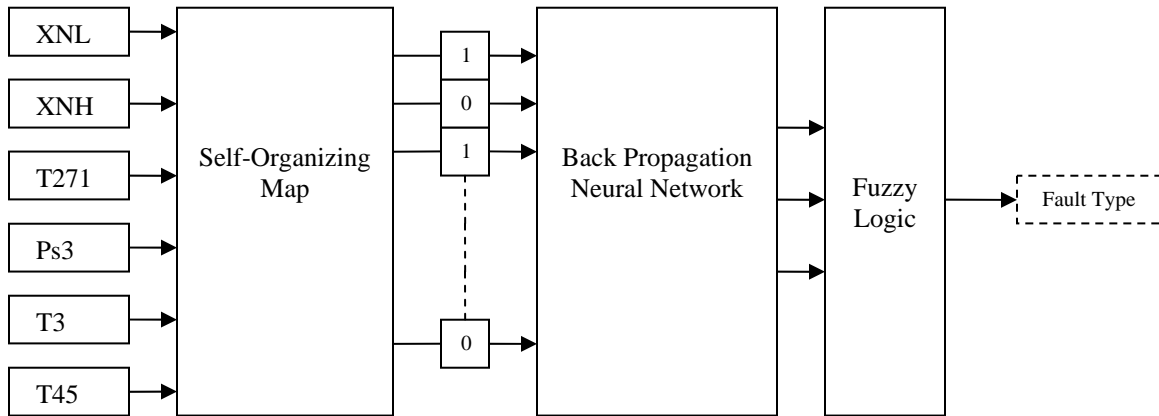 XNL
XNH
T271
Ps3
T3
T45
Self-Organizing
Map
1
0
1
0
Back Propagation
Neural Network
Fuzzy
Logic
Fault Type